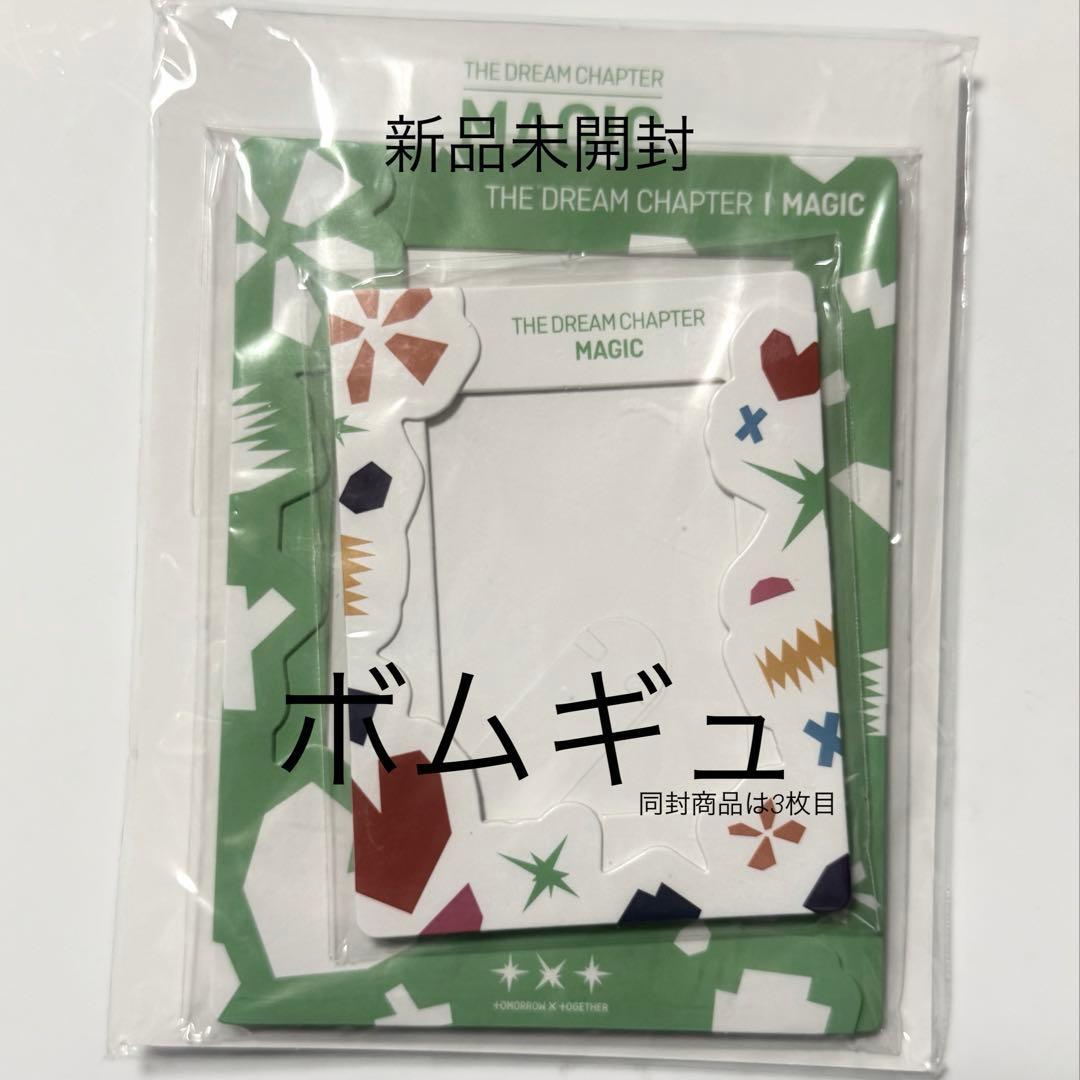 THE DREAM CHAPTER
MAGIC
新品未開封
THE DREAM CHAPTER | MAGIC
THE DREAM CHAPTER
MAGIC
ボムギュ
同封商品は3枚目
TOMORROW X TOGETHER